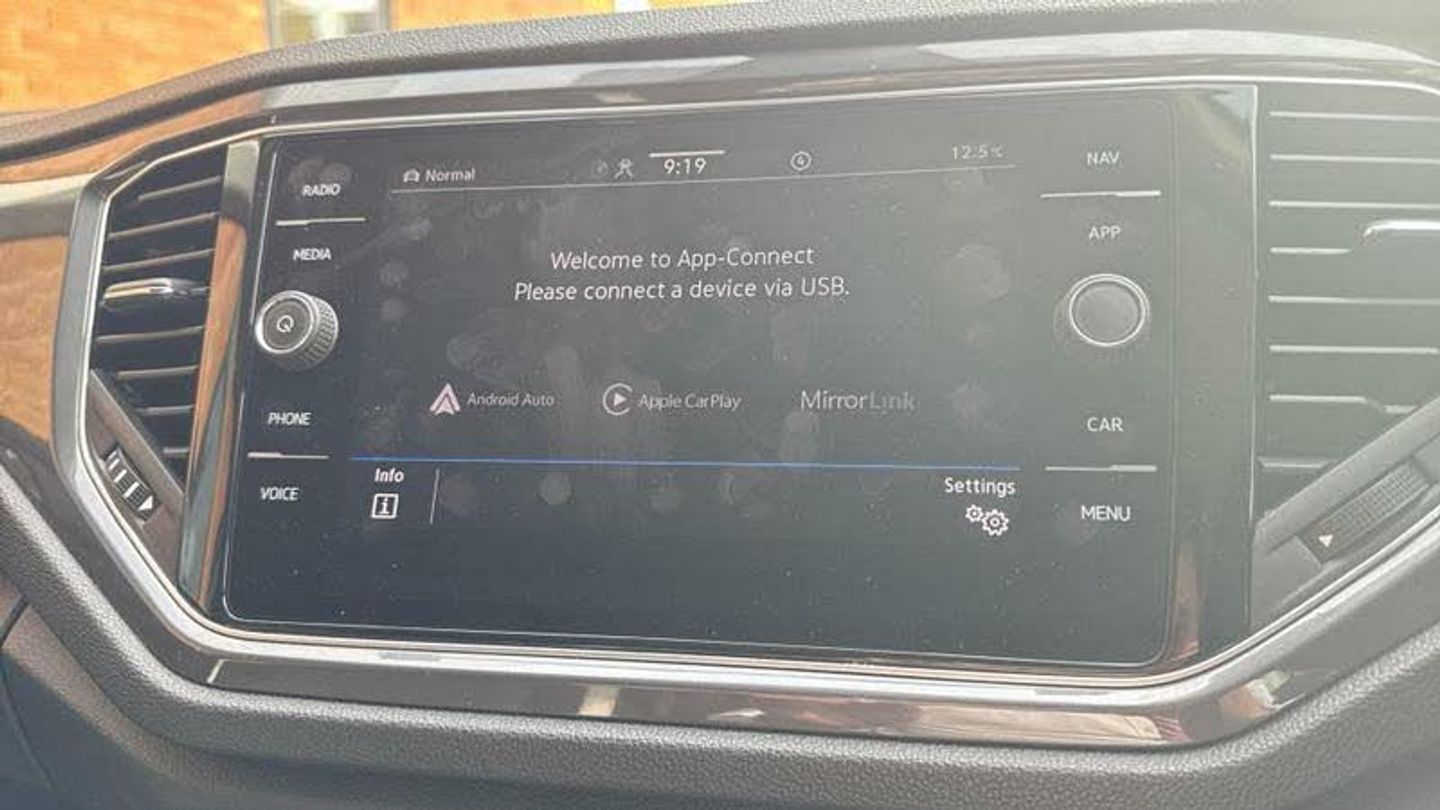 RADIO
MEDIA
PHONE
VOICE
Normal
9:19
4
12.5°C
Welcome to App-Connect
Please connect a device via USB.
Android Auto
Apple CarPlay
MirrorLink
Info
i
Settings
NAV
APP
CAR
MENU